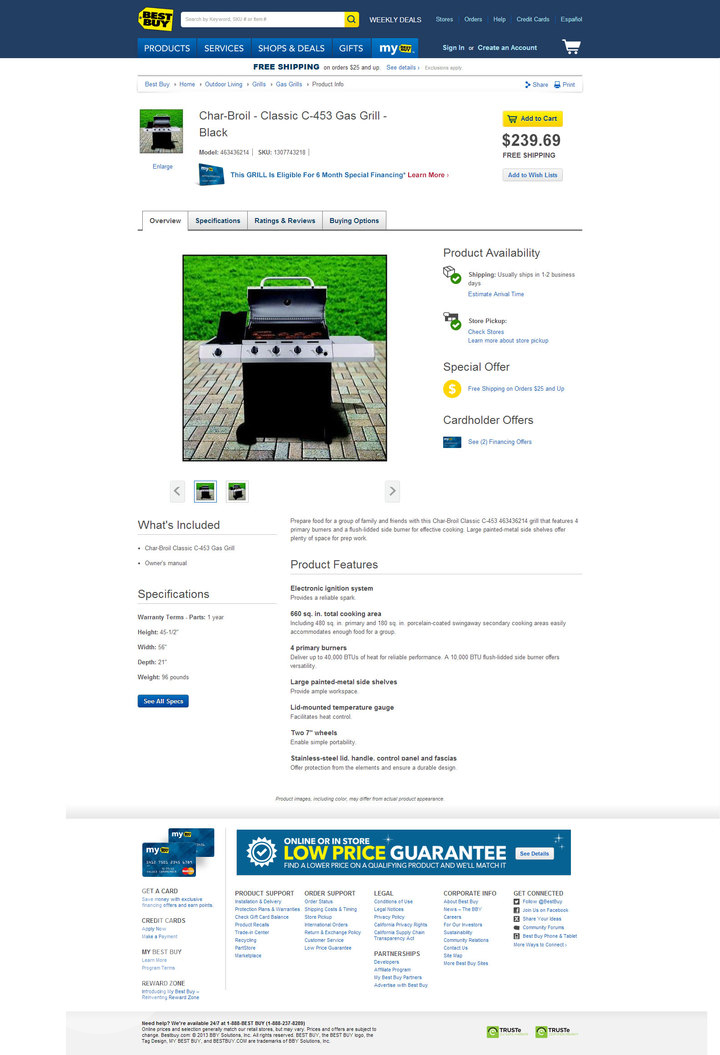 BEST BUY
Search by Keyword, SKU # or Item #
WEEKLY DEALS
Stores
Orders
Help
Credit Cards
Español
PRODUCTS
SERVICES
SHOPS & DEALS
GIFTS
my BEST BUY
Sign In or Create an Account
FREE SHIPPING on orders $25 and up. See details › Exclusions apply.
Best Buy › Home › Outdoor Living › Grills › Gas Grills › Product Info
Share
Print
Char-Broil - Classic C-453 Gas Grill -
Black
Model: 463436214 | SKU: 1307743218 |
Enlarge
This GRILL Is Eligible For 6 Month Special Financing* Learn More ›
Add to Cart
$239.69
FREE SHIPPING
Add to Wish Lists
Overview
Specifications
Ratings & Reviews
Buying Options
Product Availability
Shipping: Usually ships in 1-2 business
days
Estimate Arrival Time
Store Pickup:
Check Stores
Learn more about store pickup
Special Offer
Free Shipping on Orders $25 and Up
Cardholder Offers
See (2) Financing Offers
What's Included
• Char-Broil Classic C-453 Gas Grill
• Owner's manual
Specifications
Warranty Terms - Parts: 1 year
Height: 45-1/2"
Width: 56"
Depth: 21"
Weight: 96 pounds
See All Specs
Prepare food for a group of family and friends with this Char-Broil Classic C-453 463436214 grill that features 4
primary burners and a flush-lidded side burner for effective cooking. Large painted-metal side shelves offer
plenty of space for prep work.
Product Features
Electronic ignition system
Provides a reliable spark.
660 sq. in. total cooking area
Including 480 sq. in. primary and 180 sq. in. porcelain-coated swingaway secondary cooking areas easily
accommodates enough food for a group.
4 primary burners
Deliver up to 40,000 BTUs of heat for reliable performance. A 10,000 BTU flush-lidded side burner offers
versatility.
Large painted-metal side shelves
Provide ample workspace.
Lid-mounted temperature gauge
Facilitates heat control.
Two 7" wheels
Enable simple portability.
Stainless-steel lid, handle, control panel and fascias
Offer protection from the elements and ensure a durable design.
Product images, including color, may differ from actual product appearance.
my BEST BUY
my BEST BUY
ONLINE OR IN STORE
LOW PRICE GUARANTEE
FIND A LOWER PRICE ON A QUALIFYING PRODUCT AND WE'LL MATCH IT
See Details
GET A CARD
Save money with exclusive
financing offers and earn points.
CREDIT CARDS
Apply Now
Make a Payment
MY BEST BUY
Learn More
Program Terms
REWARD ZONE
Introducing My Best Buy –
Reinventing Reward Zone
PRODUCT SUPPORT
Installation & Delivery
Protection Plans & Warranties
Check Gift Card Balance
Product Recalls
Trade-in Center
Recycling
PartStore
Marketplace
ORDER SUPPORT
Order Status
Shipping Costs & Timing
Store Pickup
International Orders
Return & Exchange Policy
Customer Service
Low Price Guarantee
LEGAL
Conditions of Use
Legal Notices
Privacy Policy
California Privacy Rights
California Supply Chain
Transparency Act
PARTNERSHIPS
Developers
Affiliate Program
My Best Buy Partners
Advertise with Best Buy
CORPORATE INFO
About Best Buy
News – The BBY
Careers
For Our Investors
Sustainability
Community Relations
Contact Us
Site Map
More Best Buy Sites
GET CONNECTED
Follow @BestBuy
Join Us on Facebook
Share Your Ideas
Community Forums
Best Buy Phone & Tablet
More Ways to Connect ›
Need help? We're available 24/7 at 1-888-BEST BUY (1-888-237-8289)
Online prices and selection generally match our retail stores, but may vary. Prices and offers are subject to
change. Bestbuy.com © 2013 BBY Solutions, Inc. All rights reserved. BEST BUY, the BEST BUY logo, the
Tag Design, MY BEST BUY, and BESTBUY.COM are trademarks of BBY Solutions, Inc.
TRUSTe
TRUSTe